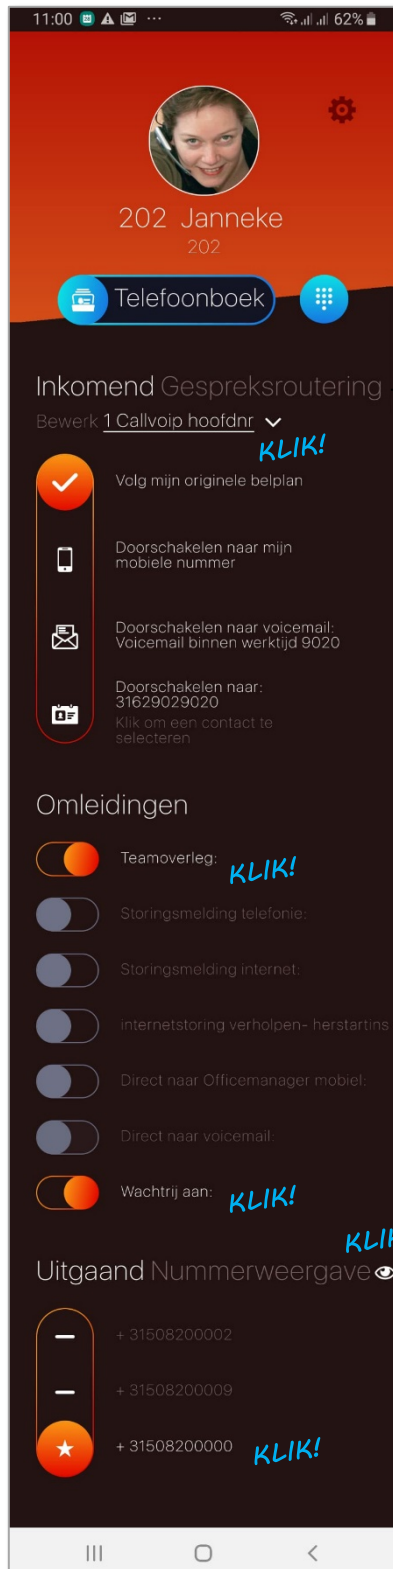 11:00 ... 62%
202 Janneke
202
Telefoonboek
Inkomend Gespreksroutering
Bewerk 1 Callvoip hoofdnr
KLIK!
Volg mijn originele belplan
Doorschakelen naar mijn
mobiele nummer
Doorschakelen naar voicemail:
Voicemail binnen werktijd 9020
Doorschakelen naar:
31629029020
Klik om een contact te
selecteren
Omleidingen
Teamoverleg: KLIK!
Storingsmelding telefonie:
Storingsmelding internet:
internetstoring verholpen- herstartins
Direct naar Officemanager mobiel:
Direct naar voicemail:
Wachtrij aan: KLIK!
KLIK
Uitgaand Nummerweergave
+ 31508200002
+ 31508200009
+ 31508200000 KLIK!